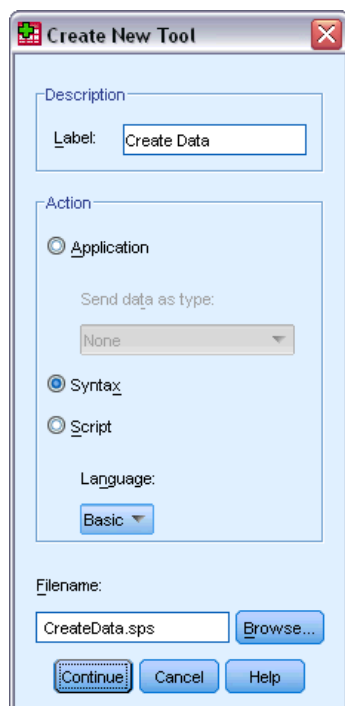 Create New Tool
Description
Label: Create Data
Action
Application
Send data as type:
None
Syntax
Script
Language:
Basic
Filename:
CreateData.sps Browse...
Continue Cancel Help